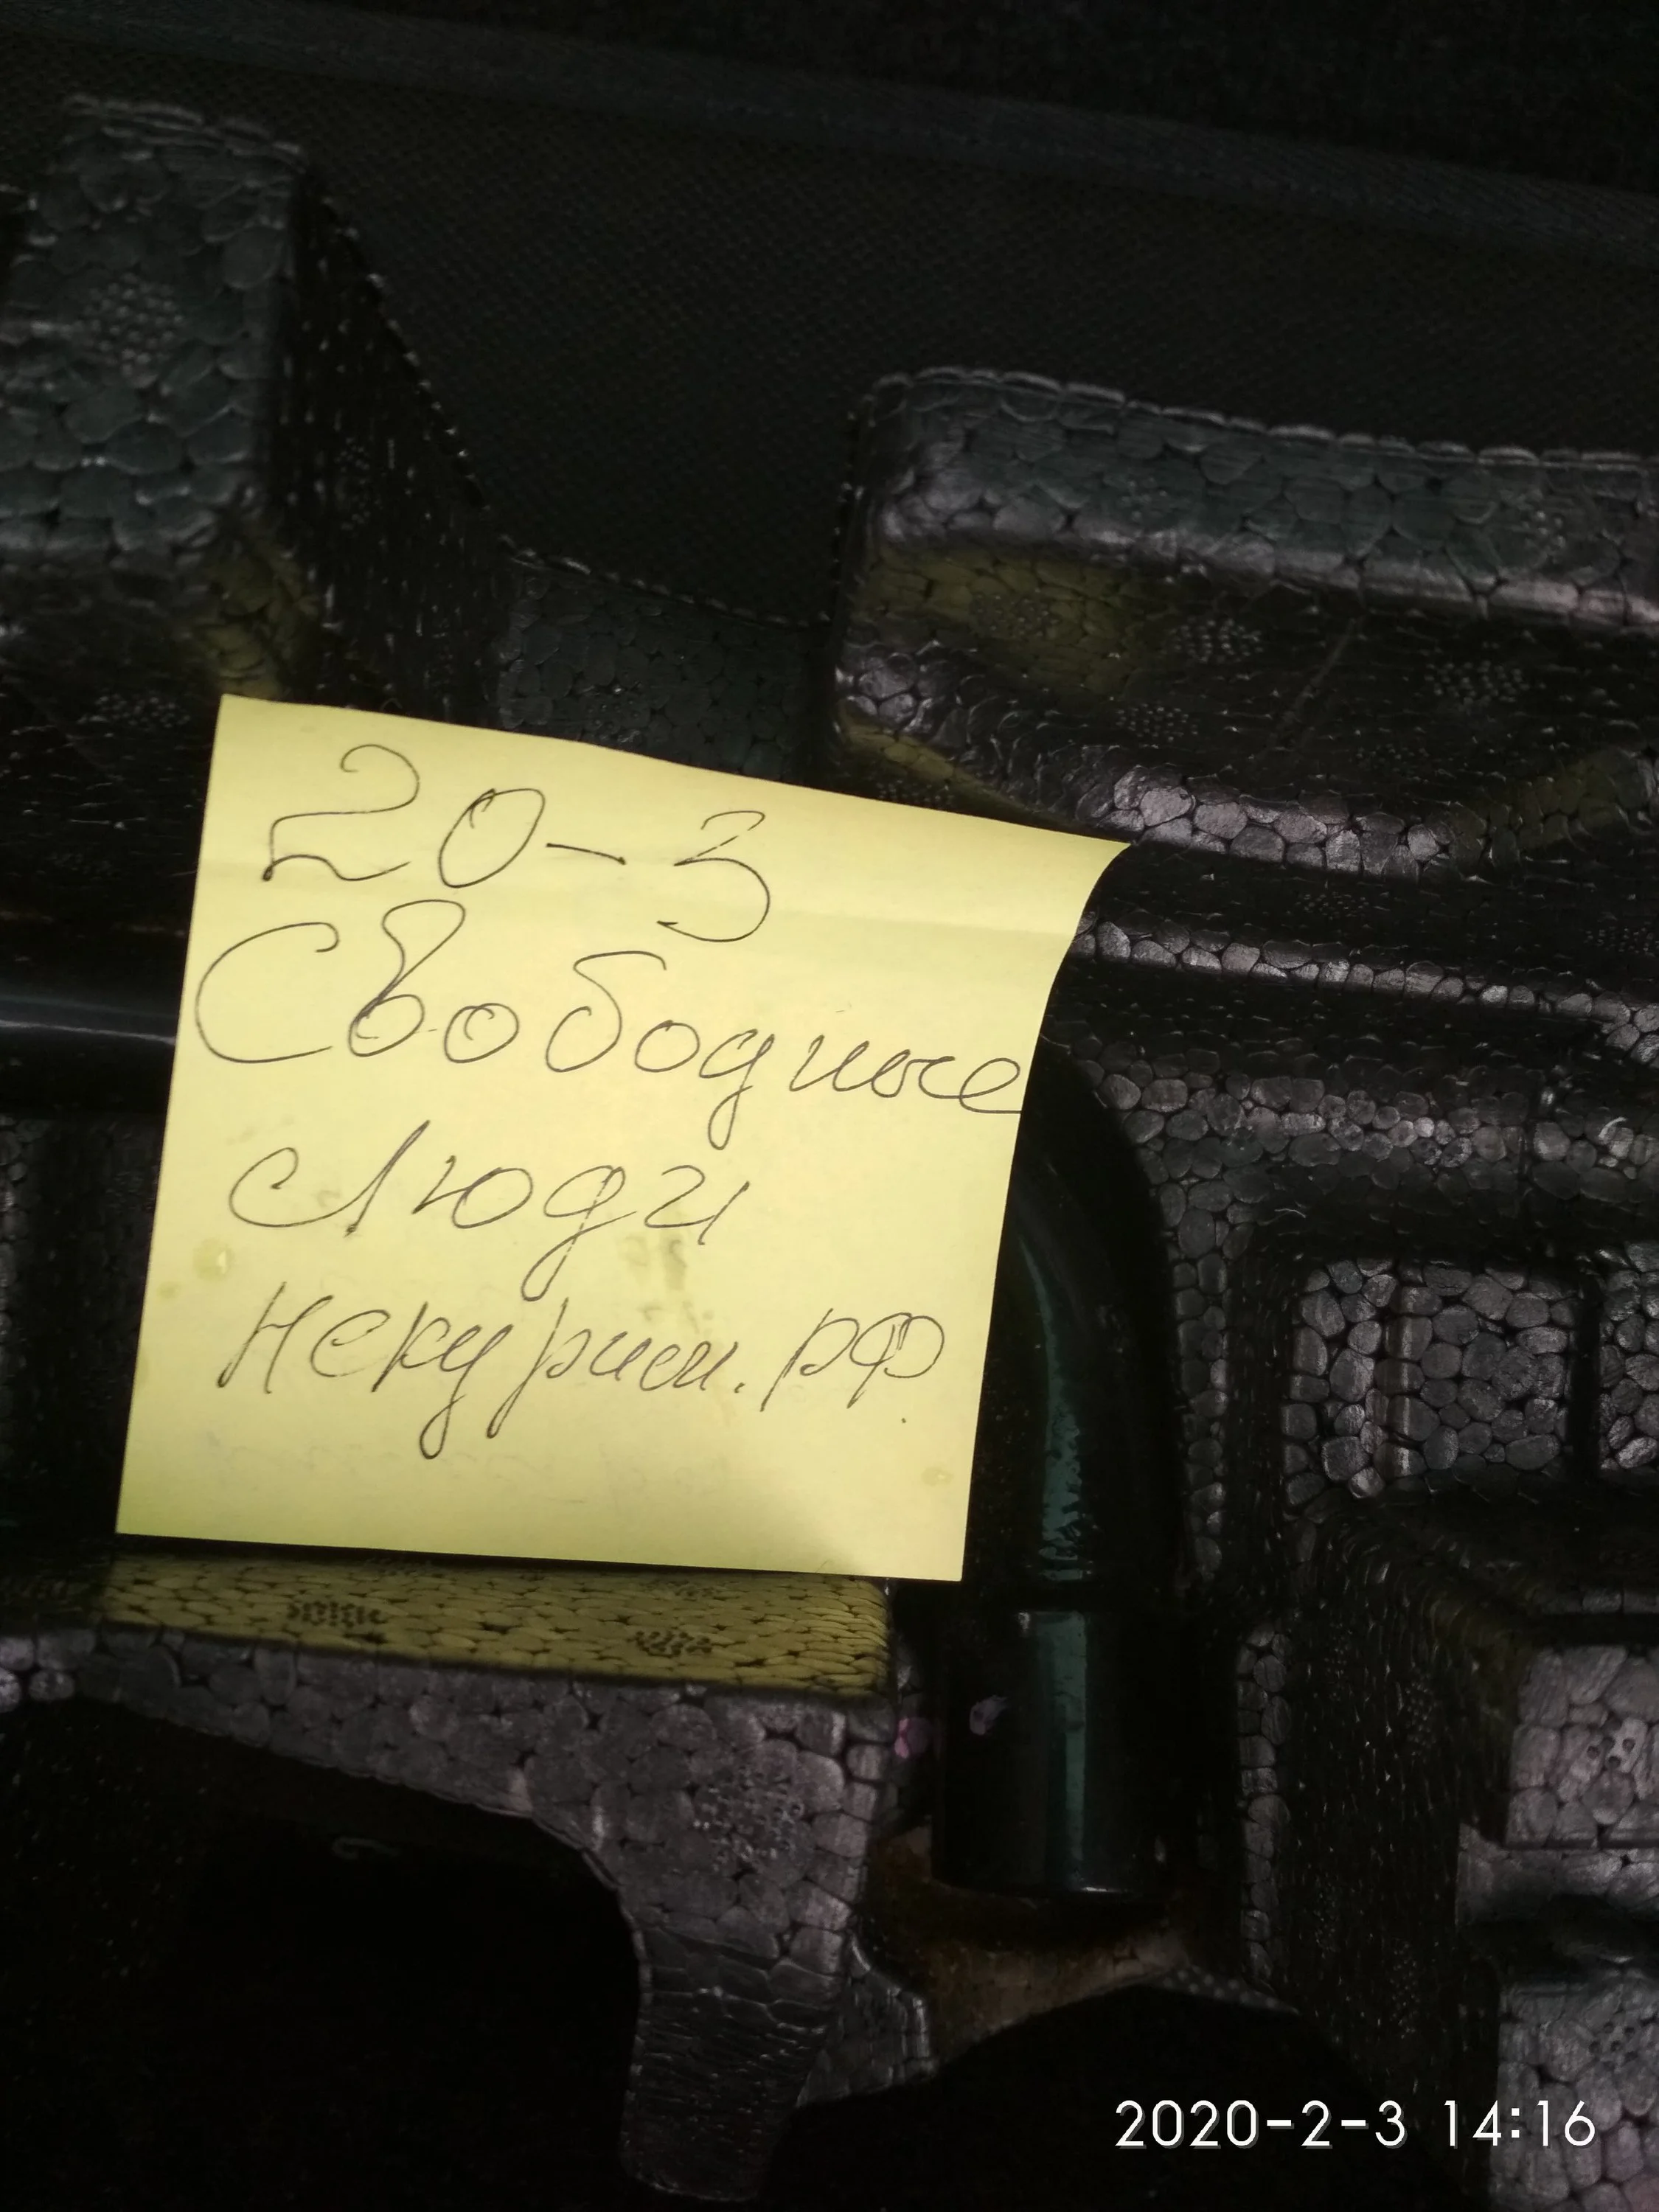 20-3
Свободные
люди
некурим.рф.
2020-2-3 14:16